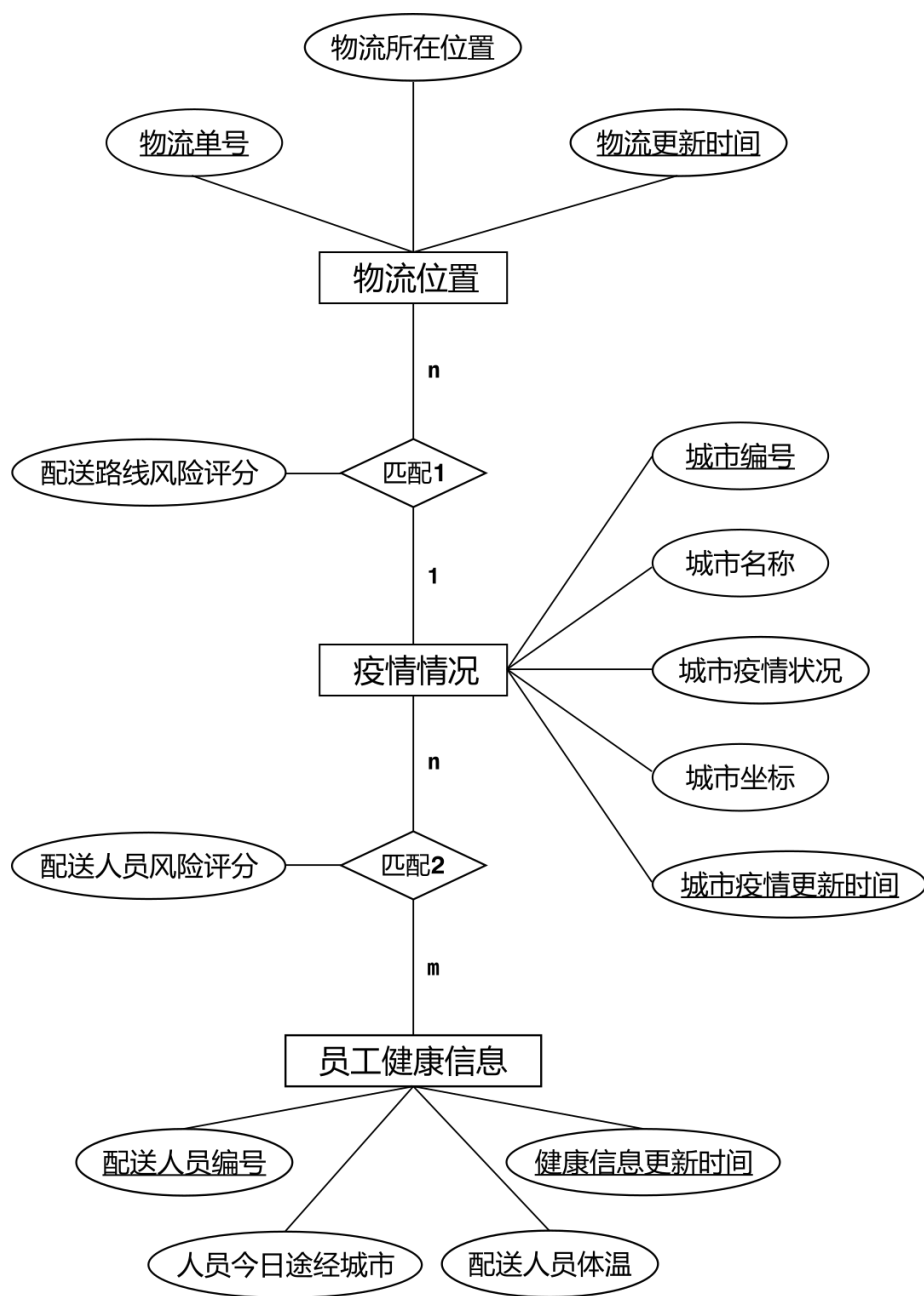 物流所在位置
物流单号
物流更新时间
物流位置
n
配送路线风险评分
匹配1
城市编号
城市名称
1
疫情情况
城市疫情状况
n
城市坐标
配送人员风险评分
匹配2
城市疫情更新时间
m
员工健康信息
配送人员编号
健康信息更新时间
人员今日途经城市
配送人员体温